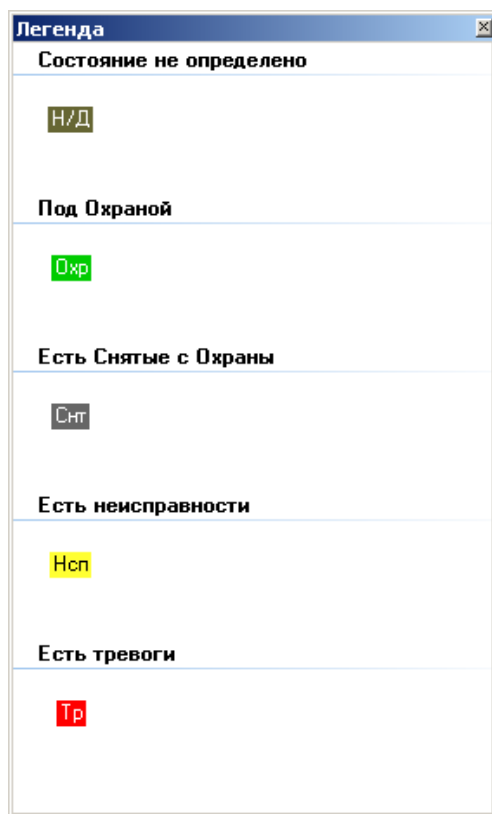 Легенда
Состояние не определено
Н/Д
Под Охраной
Охр
Есть Снятые с Охраны
Снт
Есть неисправности
Нсп
Есть тревоги
Тр